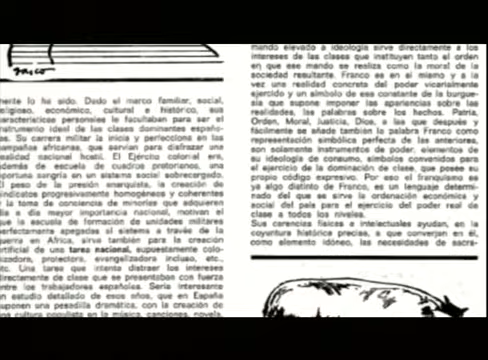 Vasco
mente lo ha sido. Dado el marco familiar, social,
religioso, económico, cultural e histórico, sus
características personales le facultaban para ser el
instrumento ideal de las clases dominantes españo-
las. Su carrera militar la inicia y perfecciona en las
campañas africanas, que servían para disfrazar una
realidad nacional hostil. El Ejército colonial era,
además de escuela de cuadros pretorianos, una
oportuna sangría en un sistema social sobrecargado.
El peso de la presión anarquista, la creación de
sindicatos progresivamente homogéneos y coherentes
y la toma de conciencia de minorías que adquieren
día a día mayor importancia nacional, motivan el
que la escuela de formación de unidades militares
perfectamente apegadas al sistema a través de la
guerra en Africa, sirva también para la creación
artificial de una tarea nacional, supuestamente colo-
nizadora, protectora, evangelizadora incluso, etc.,
etc. Una tarea que intenta distraer los intereses
directamente de clase que se presentaban con fuerza
entre los trabajadores españoles. Sería interesante
un estudio detallado de esos años, que en España
suponen una pesadilla dramática, con la creación de
una cultura populata en la música, canciones, novela,
mando elevado a ideología sirve directamente a los
intereses de las clases que instituyen tanto el orden
en que ese mando se realiza como la moral de la
sociedad resultante. Franco es en sí mismo y a la
vez una realidad concreta del poder vicariamente
ejercido y un símbolo de esa constante de la burgue-
sía que supone imponer las apariencias sobre las
realidades, las palabras sobre los hechos. Patria,
Orden, Moral, Justicia, Dios, a las que después y
fácilmente se añade también la palabra Franco como
representación simbólica perfecta de las anteriores,
son solamente instrumentos de poder, elementos de
su ideología de consumo, símbolos convenidos para
el ejercicio de la dominación de clase, que posee su
propio código expresivo. Por eso el franquismo es
ya algo distinto de Franco, es un lenguaje determi-
nado del que se sirve la ordenación económica y
social del país para el ejercicio del poder real de
clase a todos los niveles.
Sus carencias físicas e intelectuales ayudan, en la
coyuntura histórica precisa, a que converjan en él,
como elemento idóneo, las necesidades de sacra-